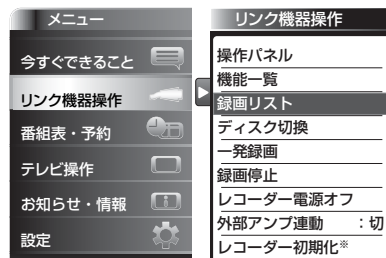 メニュー
今すぐできること
リンク機器操作
番組表・予約
テレビ操作
お知らせ・情報
設定
リンク機器操作
操作パネル
機能一覧
録画リスト
ディスク切換
一発録画
録画停止
レコーダー電源オフ
外部アンプ連動 ：切
レコーダー初期化※